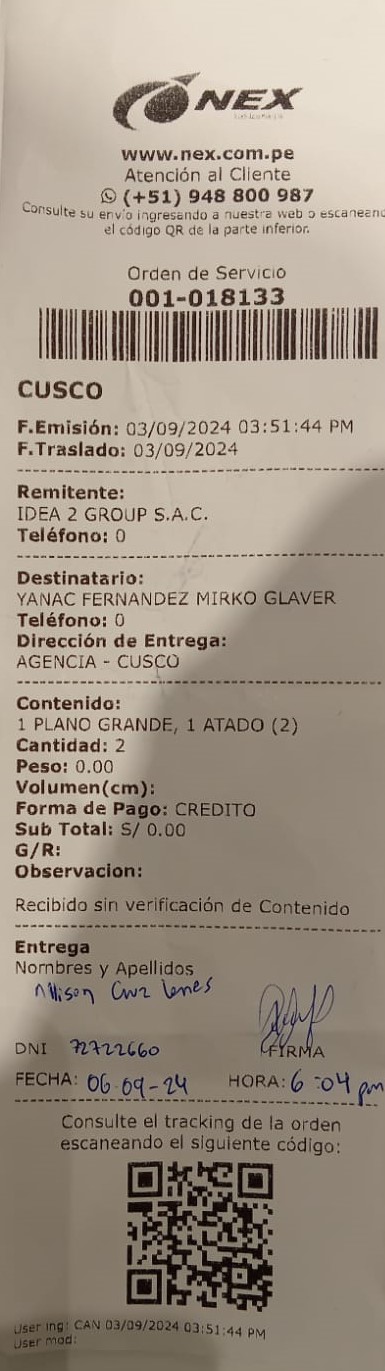 NEX
www.nex.com.pe
Atención al Cliente
(+51) 948 800 987
Consulte su envío ingresando a nuestra web o escaneand
el código QR de la parte inferior.
Orden de Servicio
001-018133
CUSCO
F.Emisión: 03/09/2024 03:51:44 PM
F.Traslado: 03/09/2024
Remitente:
IDEA 2 GROUP S.A.C.
Teléfono: 0
Destinatario:
YANAC FERNANDEZ MIRKO GLAVER
Teléfono: 0
Dirección de Entrega:
AGENCIA - CUSCO
Contenido:
1 PLANO GRANDE, 1 ATADO (2)
Cantidad: 2
Peso: 0.00
Volumen(cm):
Forma de Pago: CREDITO
Sub Total: S/ 0.00
G/R:
Observacion:
Recibido sin verificación de Contenido
Entrega
Nombres y Apellidos
Cruz
DNI 72722660 FIRMA
FECHA: 06-09-24 HORA: 6:04 pm
Consulte el tracking de la orden
escaneando el siguiente código:
User ing: CAN 03/09/2024 03:51:44 PM
User mod: